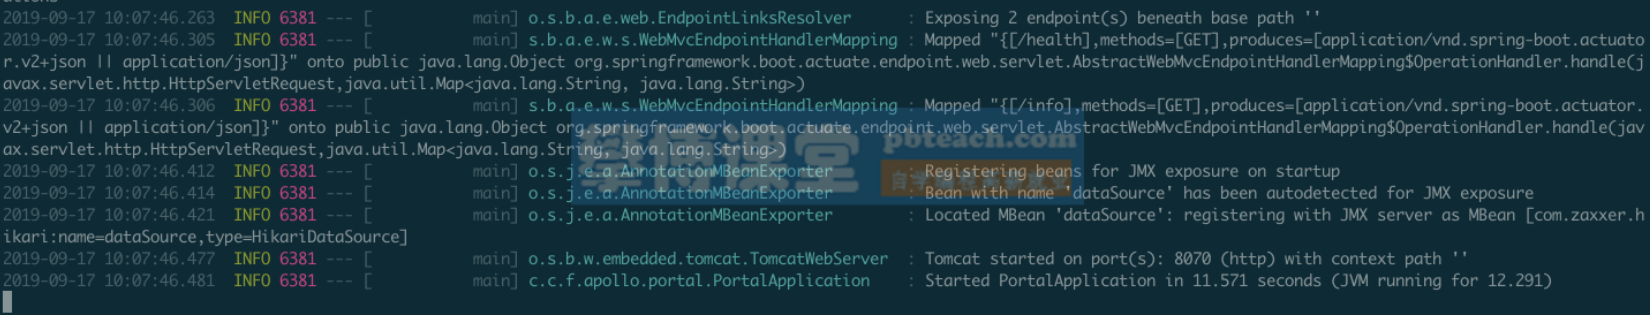 2019-09-17 10:07:46.263  INFO 6381 --- [           main] o.s.b.a.e.web.EndpointLinksResolver      : Exposing 2 endpoint(s) beneath base path ''
2019-09-17 10:07:46.305  INFO 6381 --- [           main] s.b.a.e.w.s.WebMvcEndpointHandlerMapping : Mapped "{[/health],methods=[GET],produces=[application/vnd.spring-boot.actuato
r.v2+json || application/json]}" onto public java.lang.Object org.springframework.boot.actuate.endpoint.web.servlet.AbstractWebMvcEndpointHandlerMapping$OperationHandler.handle(j
avax.servlet.http.HttpServletRequest,java.util.Map<java.lang.String, java.lang.String>)
2019-09-17 10:07:46.306  INFO 6381 --- [           main] s.b.a.e.w.s.WebMvcEndpointHandlerMapping : Mapped "{[/info],methods=[GET],produces=[application/vnd.spring-boot.actuator.
v2+json || application/json]}" onto public java.lang.Object org.springframework.boot.actuate.endpoint.web.servlet.AbstractWebMvcEndpointHandlerMapping$OperationHandler.handle(jav
ax.servlet.http.HttpServletRequest,java.util.Map<java.lang.String, java.lang.String>)
pbteach.com
2019-09-17 10:07:46.412  INFO 6381 --- [           main] o.s.j.e.a.AnnotationMBeanExporter        : Registering beans for JMX exposure on startup
2019-09-17 10:07:46.414  INFO 6381 --- [           main] o.s.j.e.a.AnnotationMBeanExporter        : Bean with name 'dataSource' has been autodetected for JMX exposure
2019-09-17 10:07:46.421  INFO 6381 --- [           main] o.s.j.e.a.AnnotationMBeanExporter        : Located MBean 'dataSource': registering with JMX server as MBean [com.zaxxer.h
ikari:name=dataSource,type=HikariDataSource]
2019-09-17 10:07:46.477  INFO 6381 --- [           main] o.s.b.w.embedded.tomcat.TomcatWebServer  : Tomcat started on port(s): 8070 (http) with context path ''
2019-09-17 10:07:46.481  INFO 6381 --- [           main] c.c.f.apollo.portal.PortalApplication    : Started PortalApplication in 11.571 seconds (JVM running for 12.291)